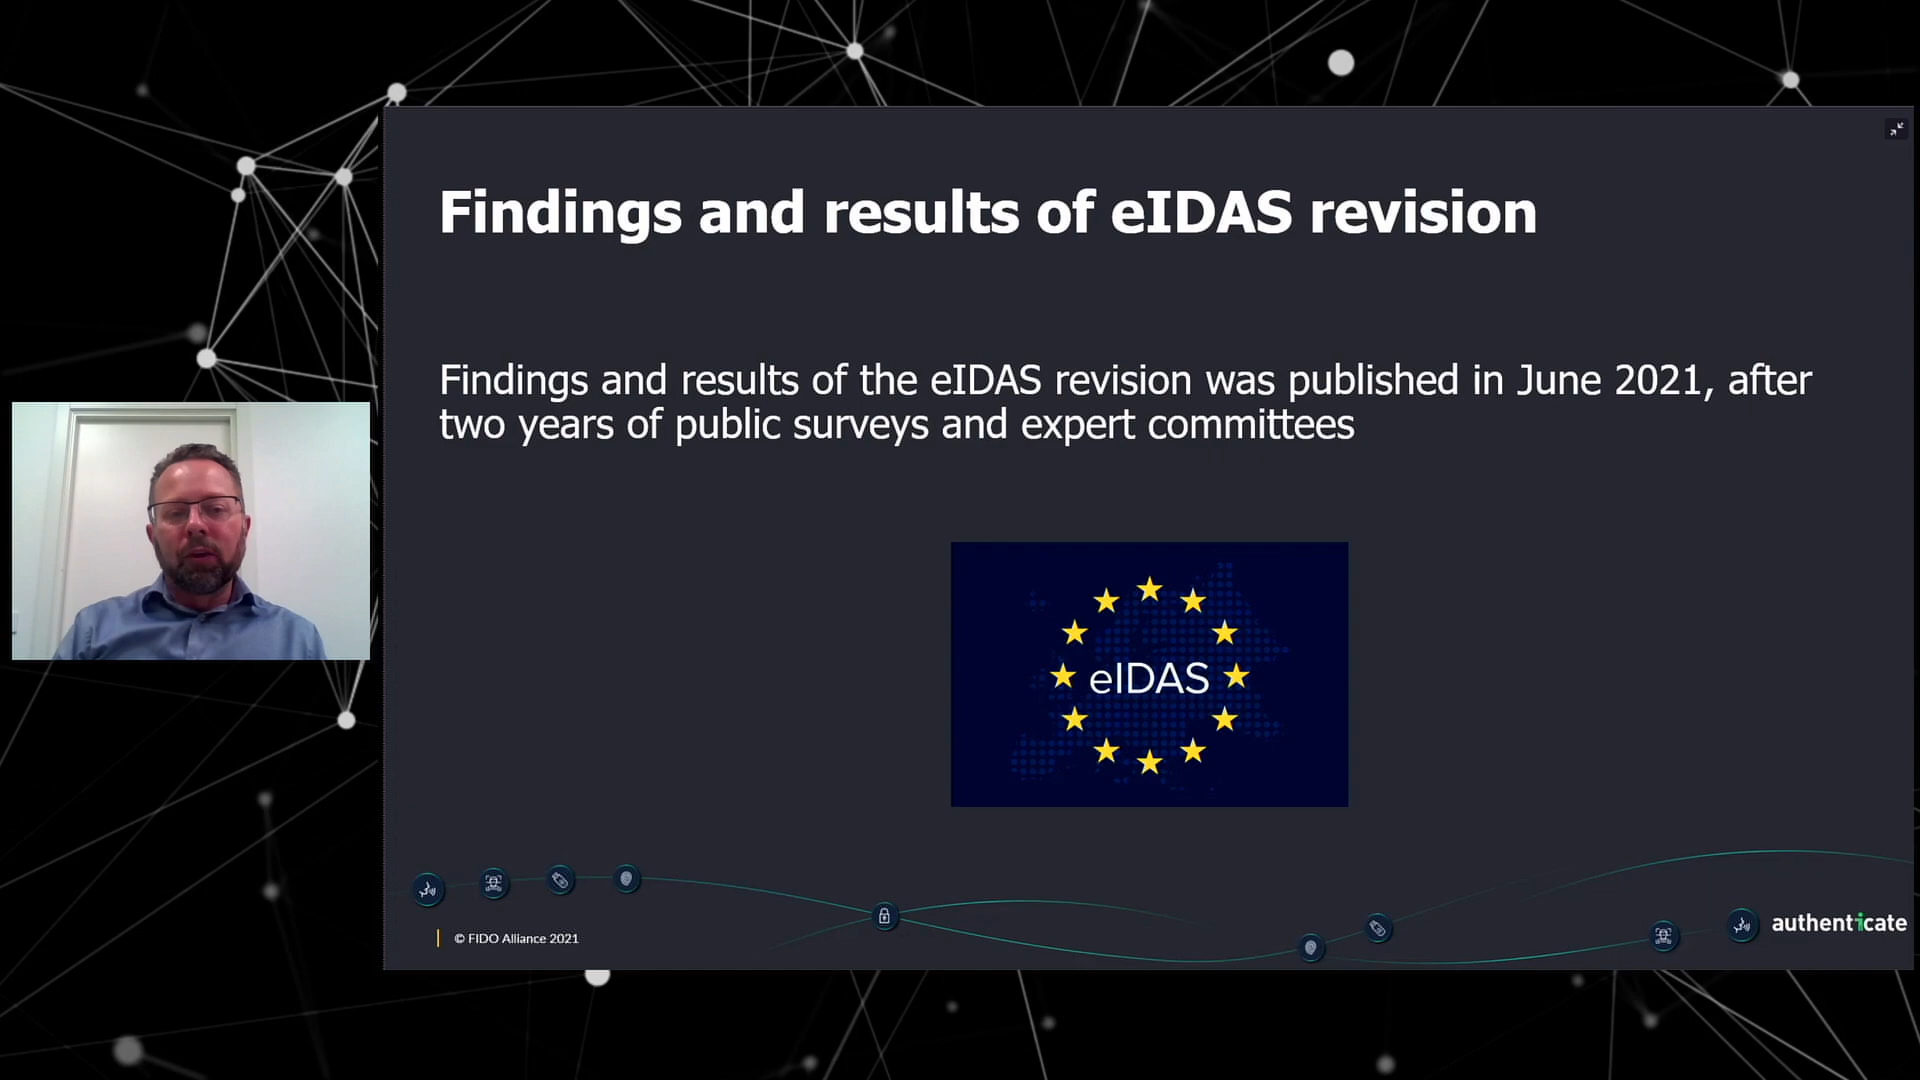 Findings and results of eIDAS revision
Findings and results of the eIDAS revision was published in June 2021, after
two years of public surveys and expert committees
eIDAS
© FIDO Alliance 2021
authenticate